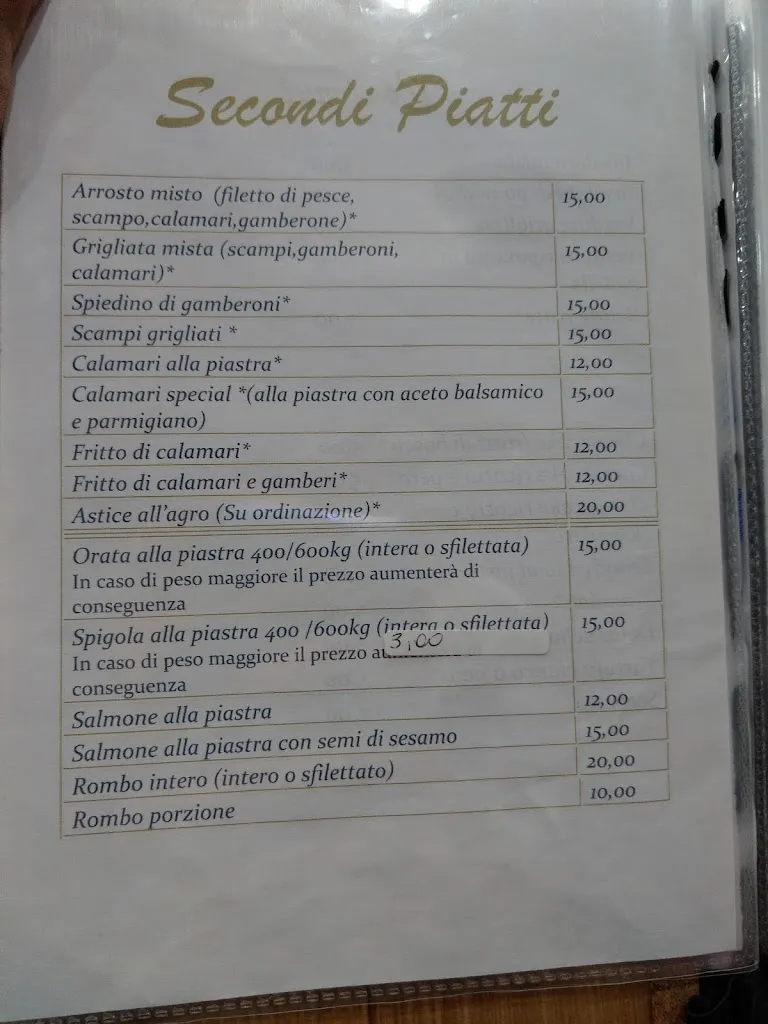 Secondi Piatti
Arrosto misto (filetto di pesce,
scampo,calamari,gamberone)*
15,00
Grigliata mista (scampi,gamberoni,
calamari)*
15,00
Spiedino di gamberoni*
15,00
Scampi grigliati *
15,00
Calamari alla piastra*
12,00
Calamari special *(alla piastra con aceto balsamico
e parmigiano)
15,00
Fritto di calamari*
12,00
Fritto di calamari e gamberi*
12,00
Astice all'agro (Su ordinazione)*
20,00
Orata alla piastra 400/600kg (intera o sfilettata)
15,00
In caso di peso maggiore il prezzo aumenterà di
conseguenza
Spigola alla piastra 400 /600kg (intera o sfilettata)
15,00
3,00
In caso di peso maggiore il prezzo
conseguenza
Salmone alla piastra
12,00
Salmone alla piastra con semi di sesamo
15,00
Rombo intero (intero o sfilettato)
20,00
Rombo porzione
10,00